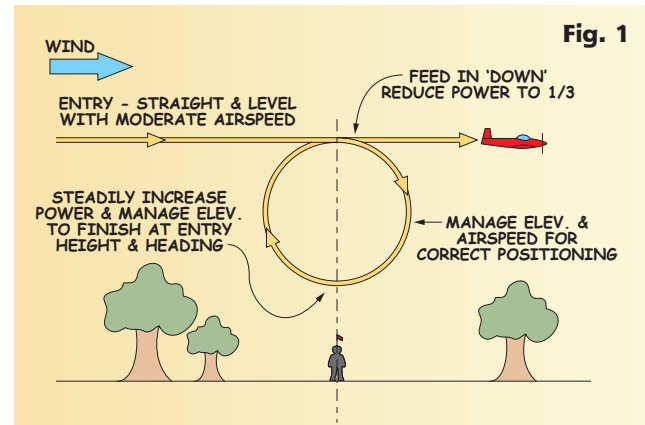 Fig. 1
WIND
FEED IN 'DOWN'
REDUCE POWER TO 1/3
ENTRY - STRAIGHT & LEVEL
WITH MODERATE AIRSPEED
STEADILY INCREASE
POWER & MANAGE ELEV.
TO FINISH AT ENTRY
HEIGHT & HEADING
MANAGE ELEV. &
AIRSPEED FOR
CORRECT POSITIONING